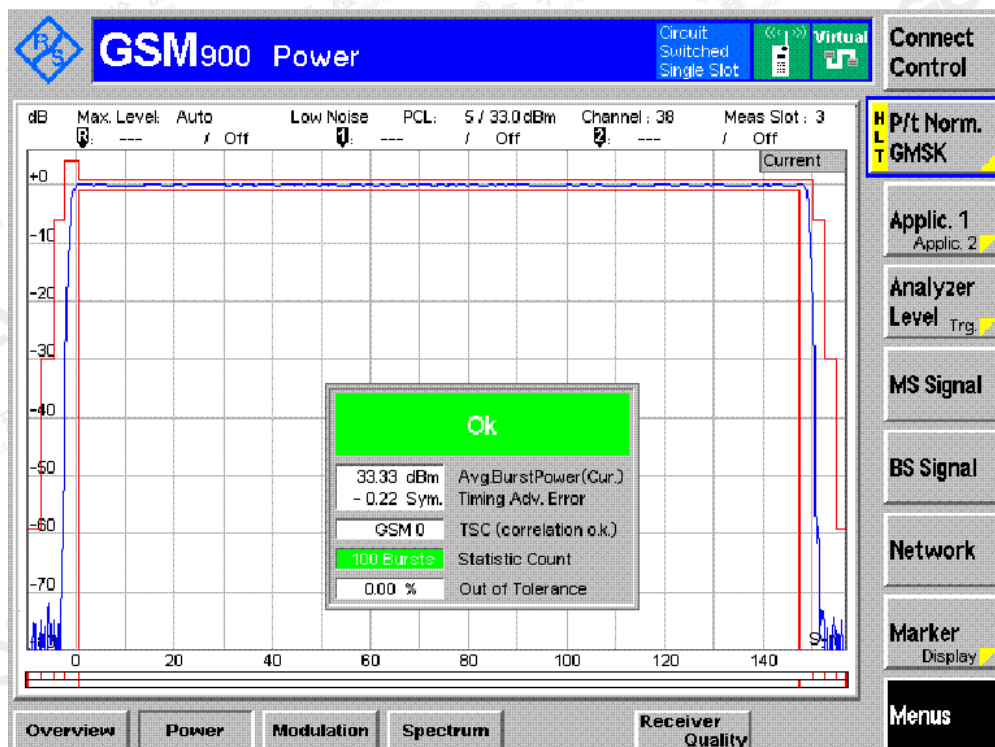 R/S
GSM900 Power
Circuit Switched Single Slot
Virtual
Connect Control
dB Max. Level: Auto Low Noise PCL: 5 / 33.0 dBm Channel : 38 Meas Slot : 3
R: --- / Off 1: --- / Off 2: --- / Off
HLT
P/t Norm. GMSK
Current
+0
-10
-20
-30
-40
-50
-60
-70
Applic. 1
Applic. 2
Analyzer Level Trg.
MS Signal
BS Signal
Network
Marker
Display
Menus
Ok
33.33 dBm Avg.BurstPower(Cur.)
- 0.22 Sym. Timing Adv. Error
GSM 0 TSC (correlation o.k.)
100 Bursts Statistic Count
0.00 % Out of Tolerance
0 20 40 60 80 100 120 140
Overview
Power
Modulation
Spectrum
Receiver Quality